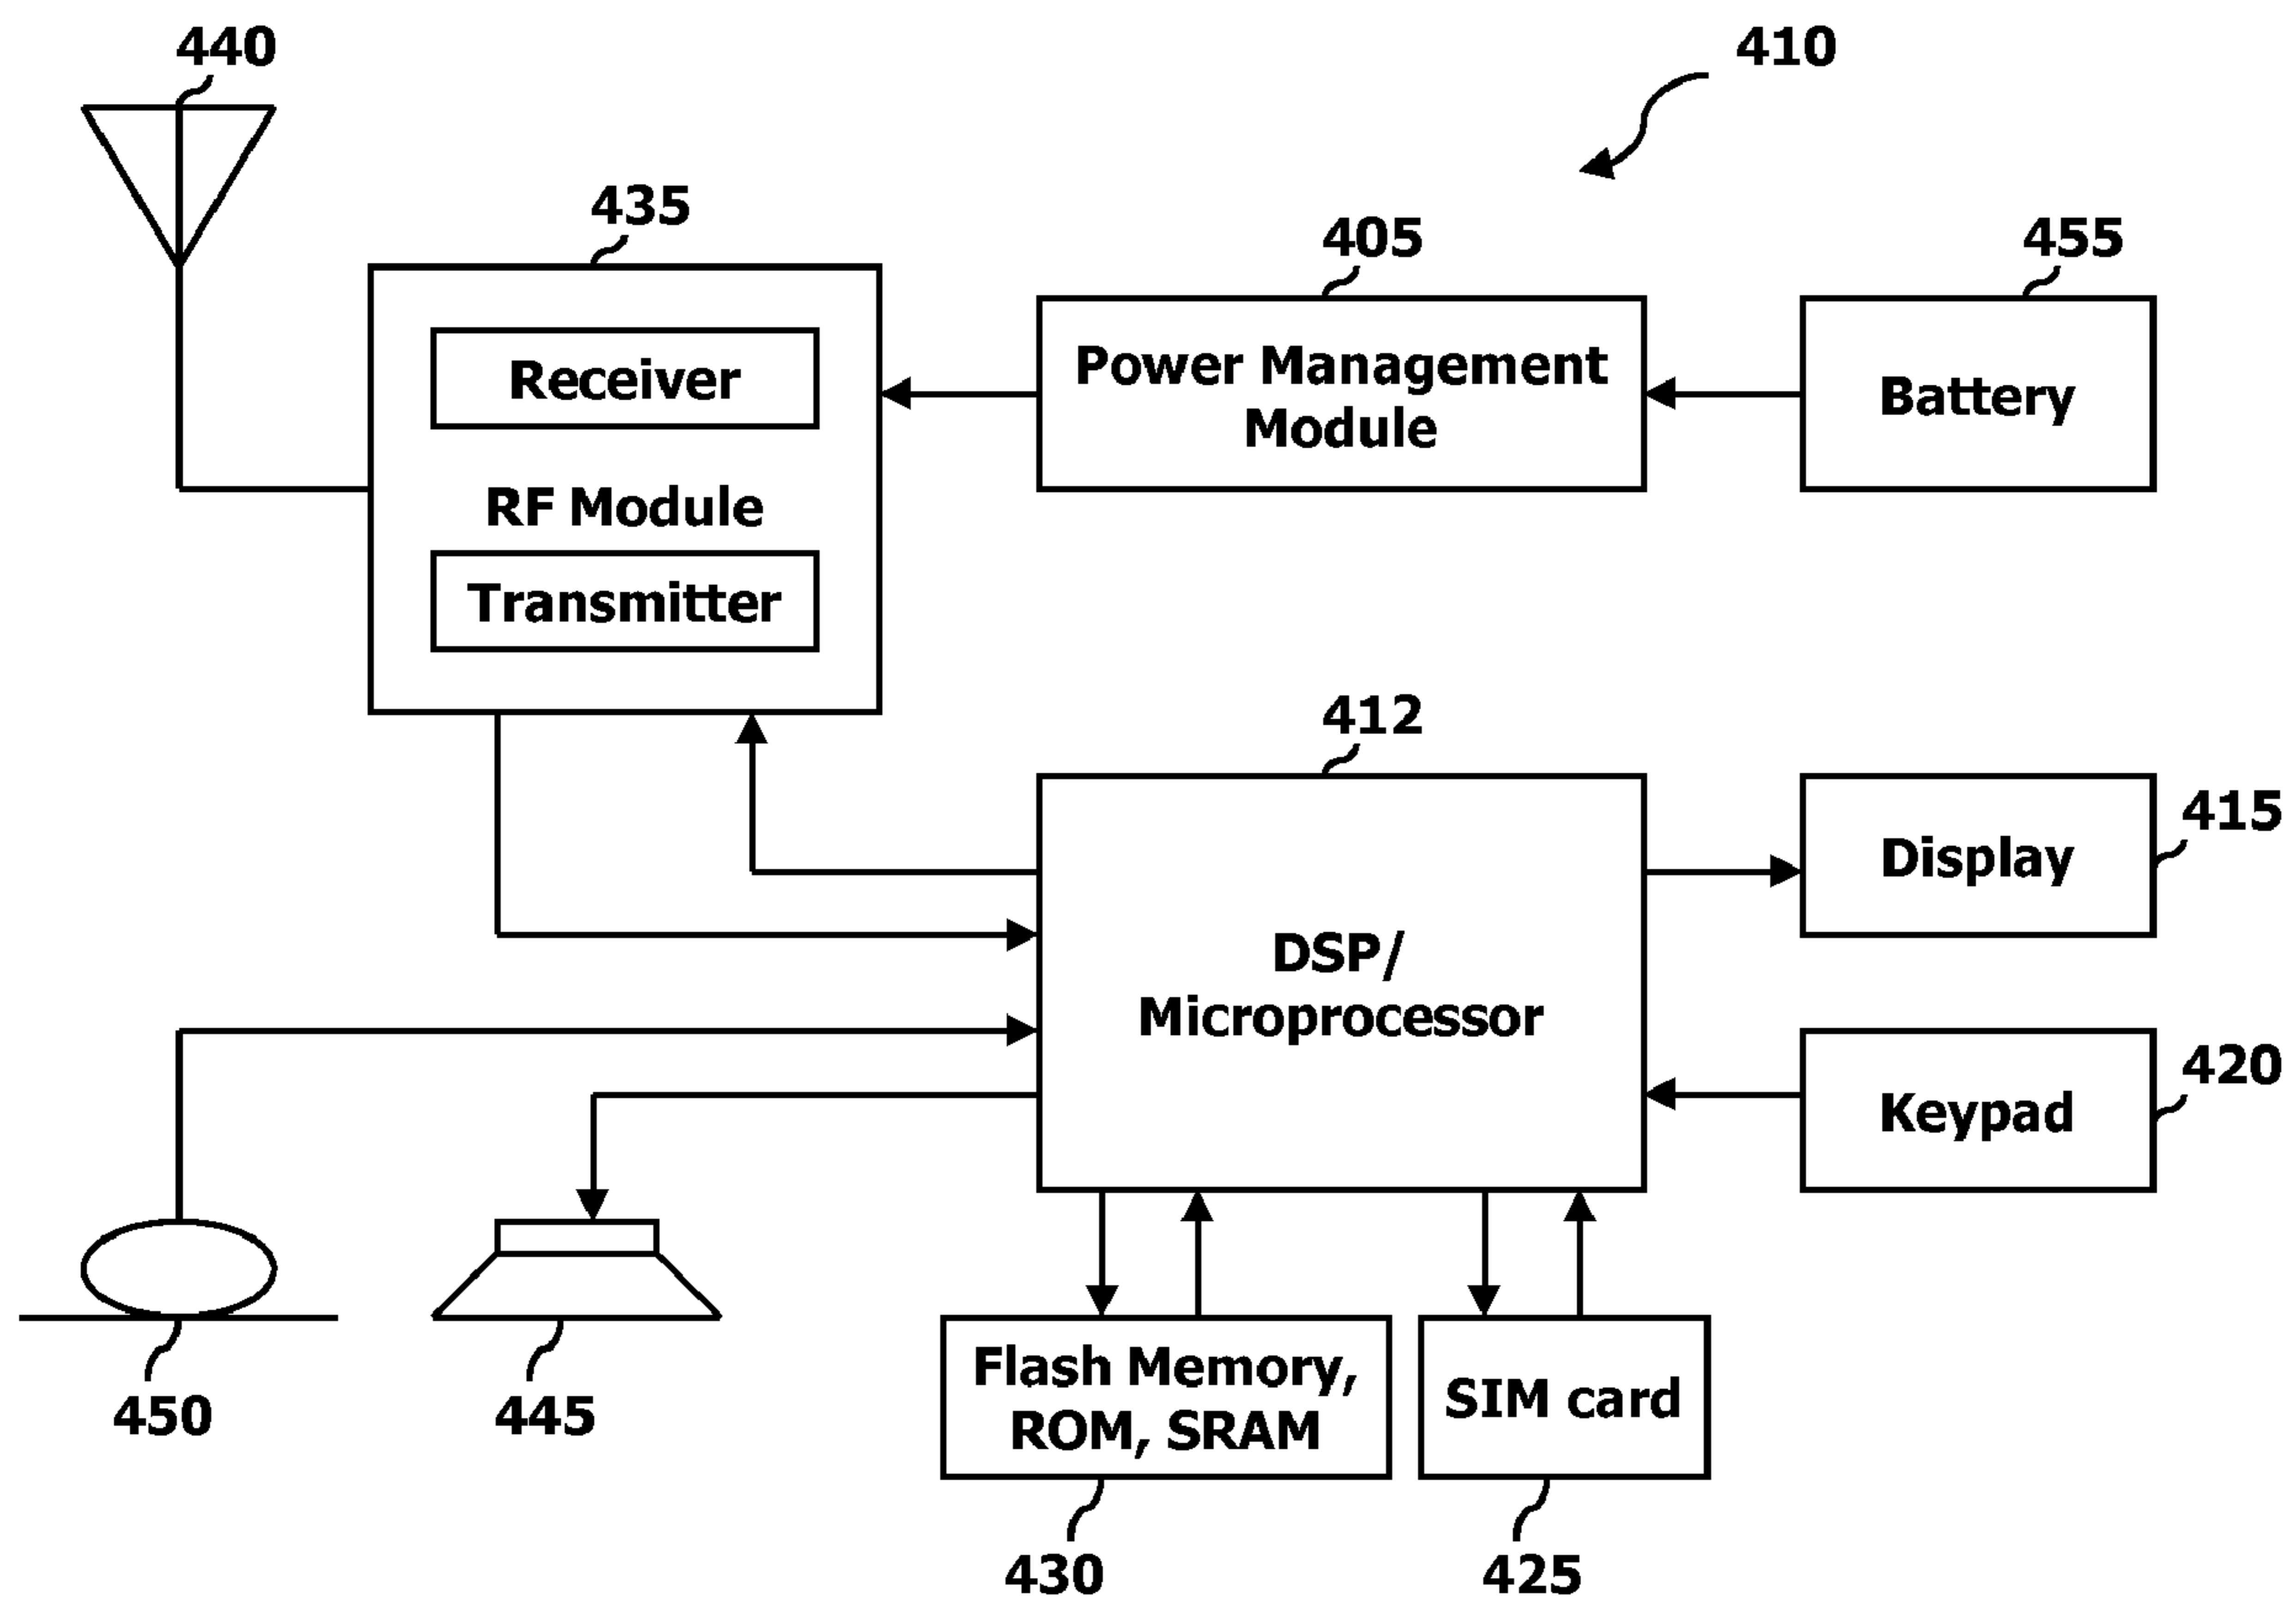 440
410
435
405
455
Receiver
Power Management
Module
Battery
RF Module
Transmitter
412
415
Display
DSP/
Microprocessor
420
Keypad
Flash Memory,
ROM, SRAM
SIM card
450
445
430
425